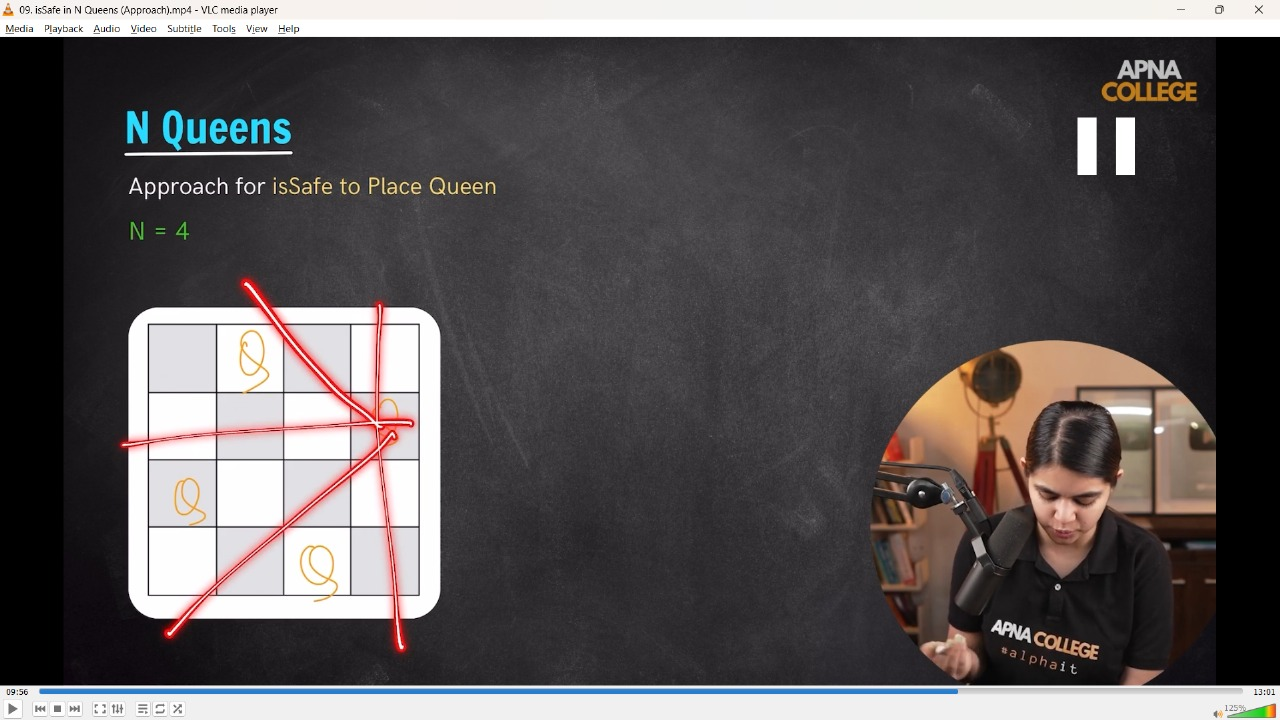 09. isSafe in N Queens (Approach).mp4 - VLC media player
Media Playback Audio Video Subtitle Tools View Help
APNA
COLLEGE
N Queens
Approach for isSafe to Place Queen
N = 4
Q
Q
Q
APNA COLLEGE
#alphait
09:56
13:01
125%